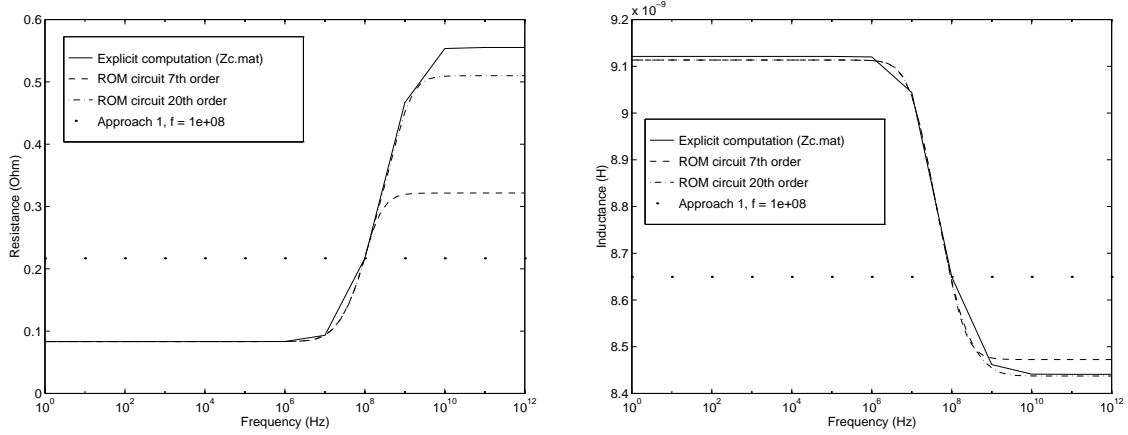 0.6
0.5
0.4
0.3
0.2
0.1
0
Resistance (Ohm)
Explicit computation (Zc.mat)
ROM circuit 7th order
ROM circuit 20th order
Approach 1, f = 1e+08
10^0 10^2 10^4 10^6 10^8 10^10 10^12
Frequency (Hz)
x 10^-9
9.2
9.1
9
8.9
8.8
8.7
8.6
8.5
8.4
Inductance (H)
Explicit computation (Zc.mat)
ROM circuit 7th order
ROM circuit 20th order
Approach 1, f = 1e+08
10^0 10^2 10^4 10^6 10^8 10^10 10^12
Frequency (Hz)